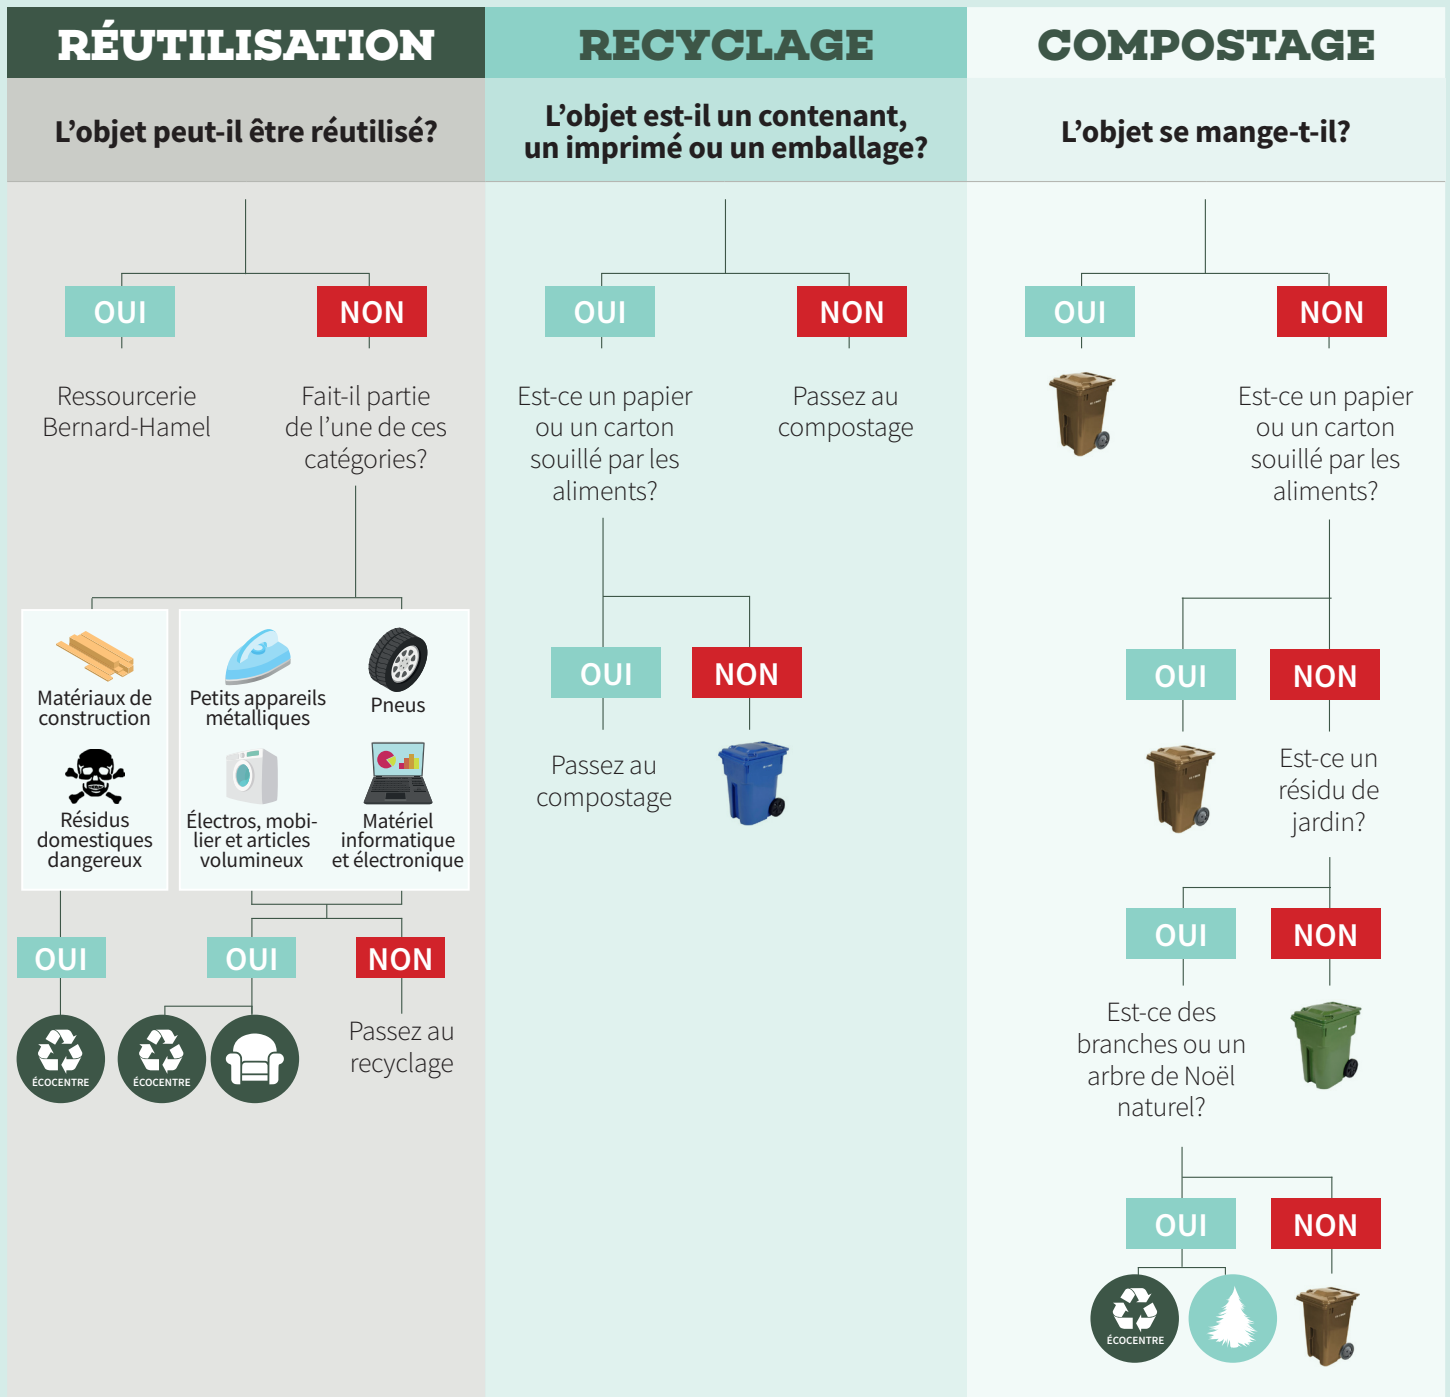 RÉUTILISATION
L'objet peut-il être réutilisé?
OUI
NON
Ressourcerie
Bernard-Hamel
Fait-il partie
de l'une de ces
catégories?
Matériaux de
construction
Résidus
domestiques
dangereux
Petits appareils
métalliques
Pneus
Électros, mobi-
lier et articles
volumineux
Matériel
informatique
et électronique
OUI
OUI
NON
ÉCOCENTRE
ÉCOCENTRE
Passez au
recyclage
RECYCLAGE
L'objet est-il un contenant,
un imprimé ou un emballage?
OUI
NON
Est-ce un papier
ou un carton
souillé par les
aliments?
Passez au
compostage
OUI
NON
Passez au
compostage
COMPOSTAGE
L'objet se mange-t-il?
OUI
NON
Est-ce un papier
ou un carton
souillé par les
aliments?
OUI
NON
Est-ce un
résidu de
jardin?
OUI
NON
Est-ce des
branches ou un
arbre de Noël
naturel?
OUI
NON
ÉCOCENTRE